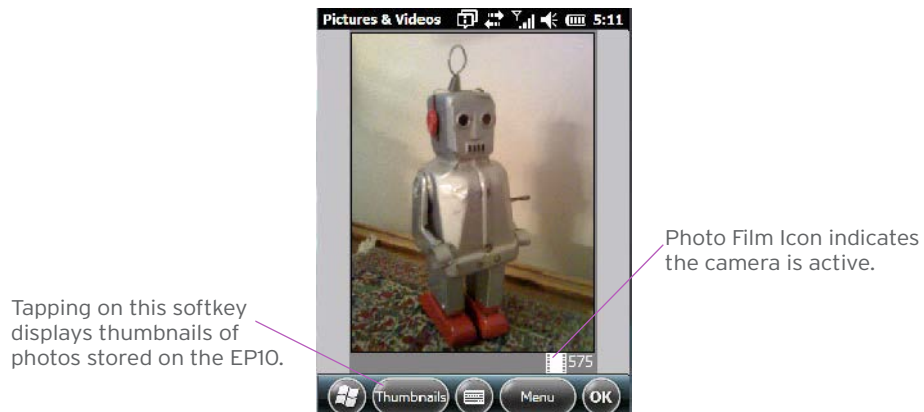 Pictures & Videos 5:11
575
Thumbnails Menu OK
Photo Film Icon indicates
the camera is active.
Tapping on this softkey
displays thumbnails of
photos stored on the EP10.